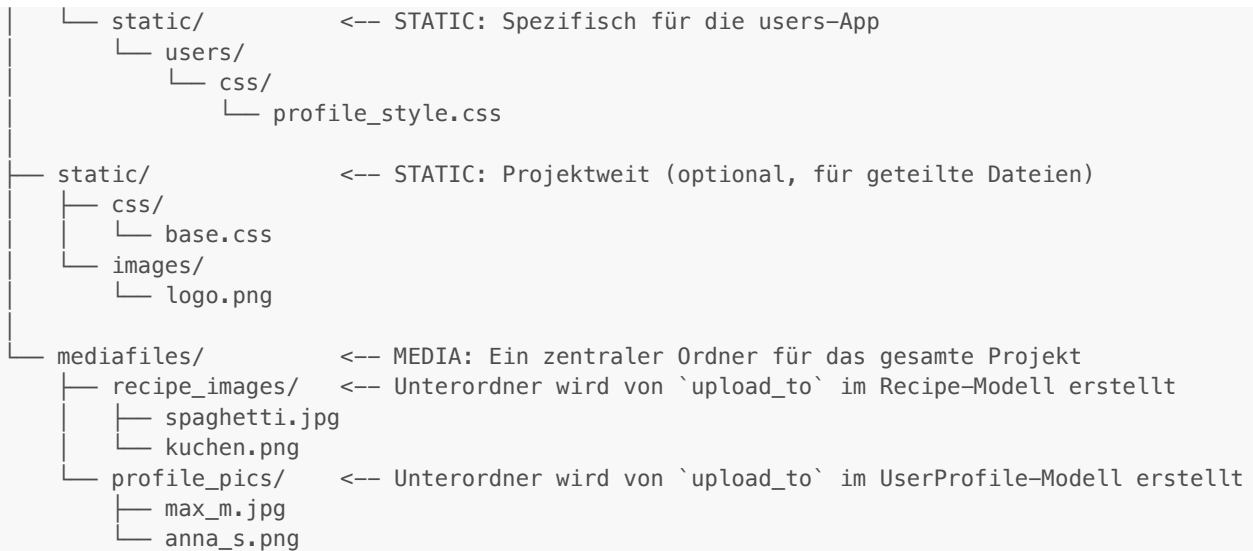 │   └── static/          <-- STATIC: Spezifisch für die users-App
│       └── users/
│           └── css/
│               └── profile_style.css
│
├── static/              <-- STATIC: Projektweit (optional, für geteilte Dateien)
│   ├── css/
│   │   └── base.css
│   └── images/
│       └── logo.png
│
└── mediafiles/          <-- MEDIA: Ein zentraler Ordner für das gesamte Projekt
    ├── recipe_images/   <-- Unterordner wird von `upload_to` im Recipe-Modell erstellt
    │   ├── spaghetti.jpg
    │   └── kuchen.png
    └── profile_pics/    <-- Unterordner wird von `upload_to` im UserProfile-Modell erstellt
        ├── max_m.jpg
        └── anna_s.png